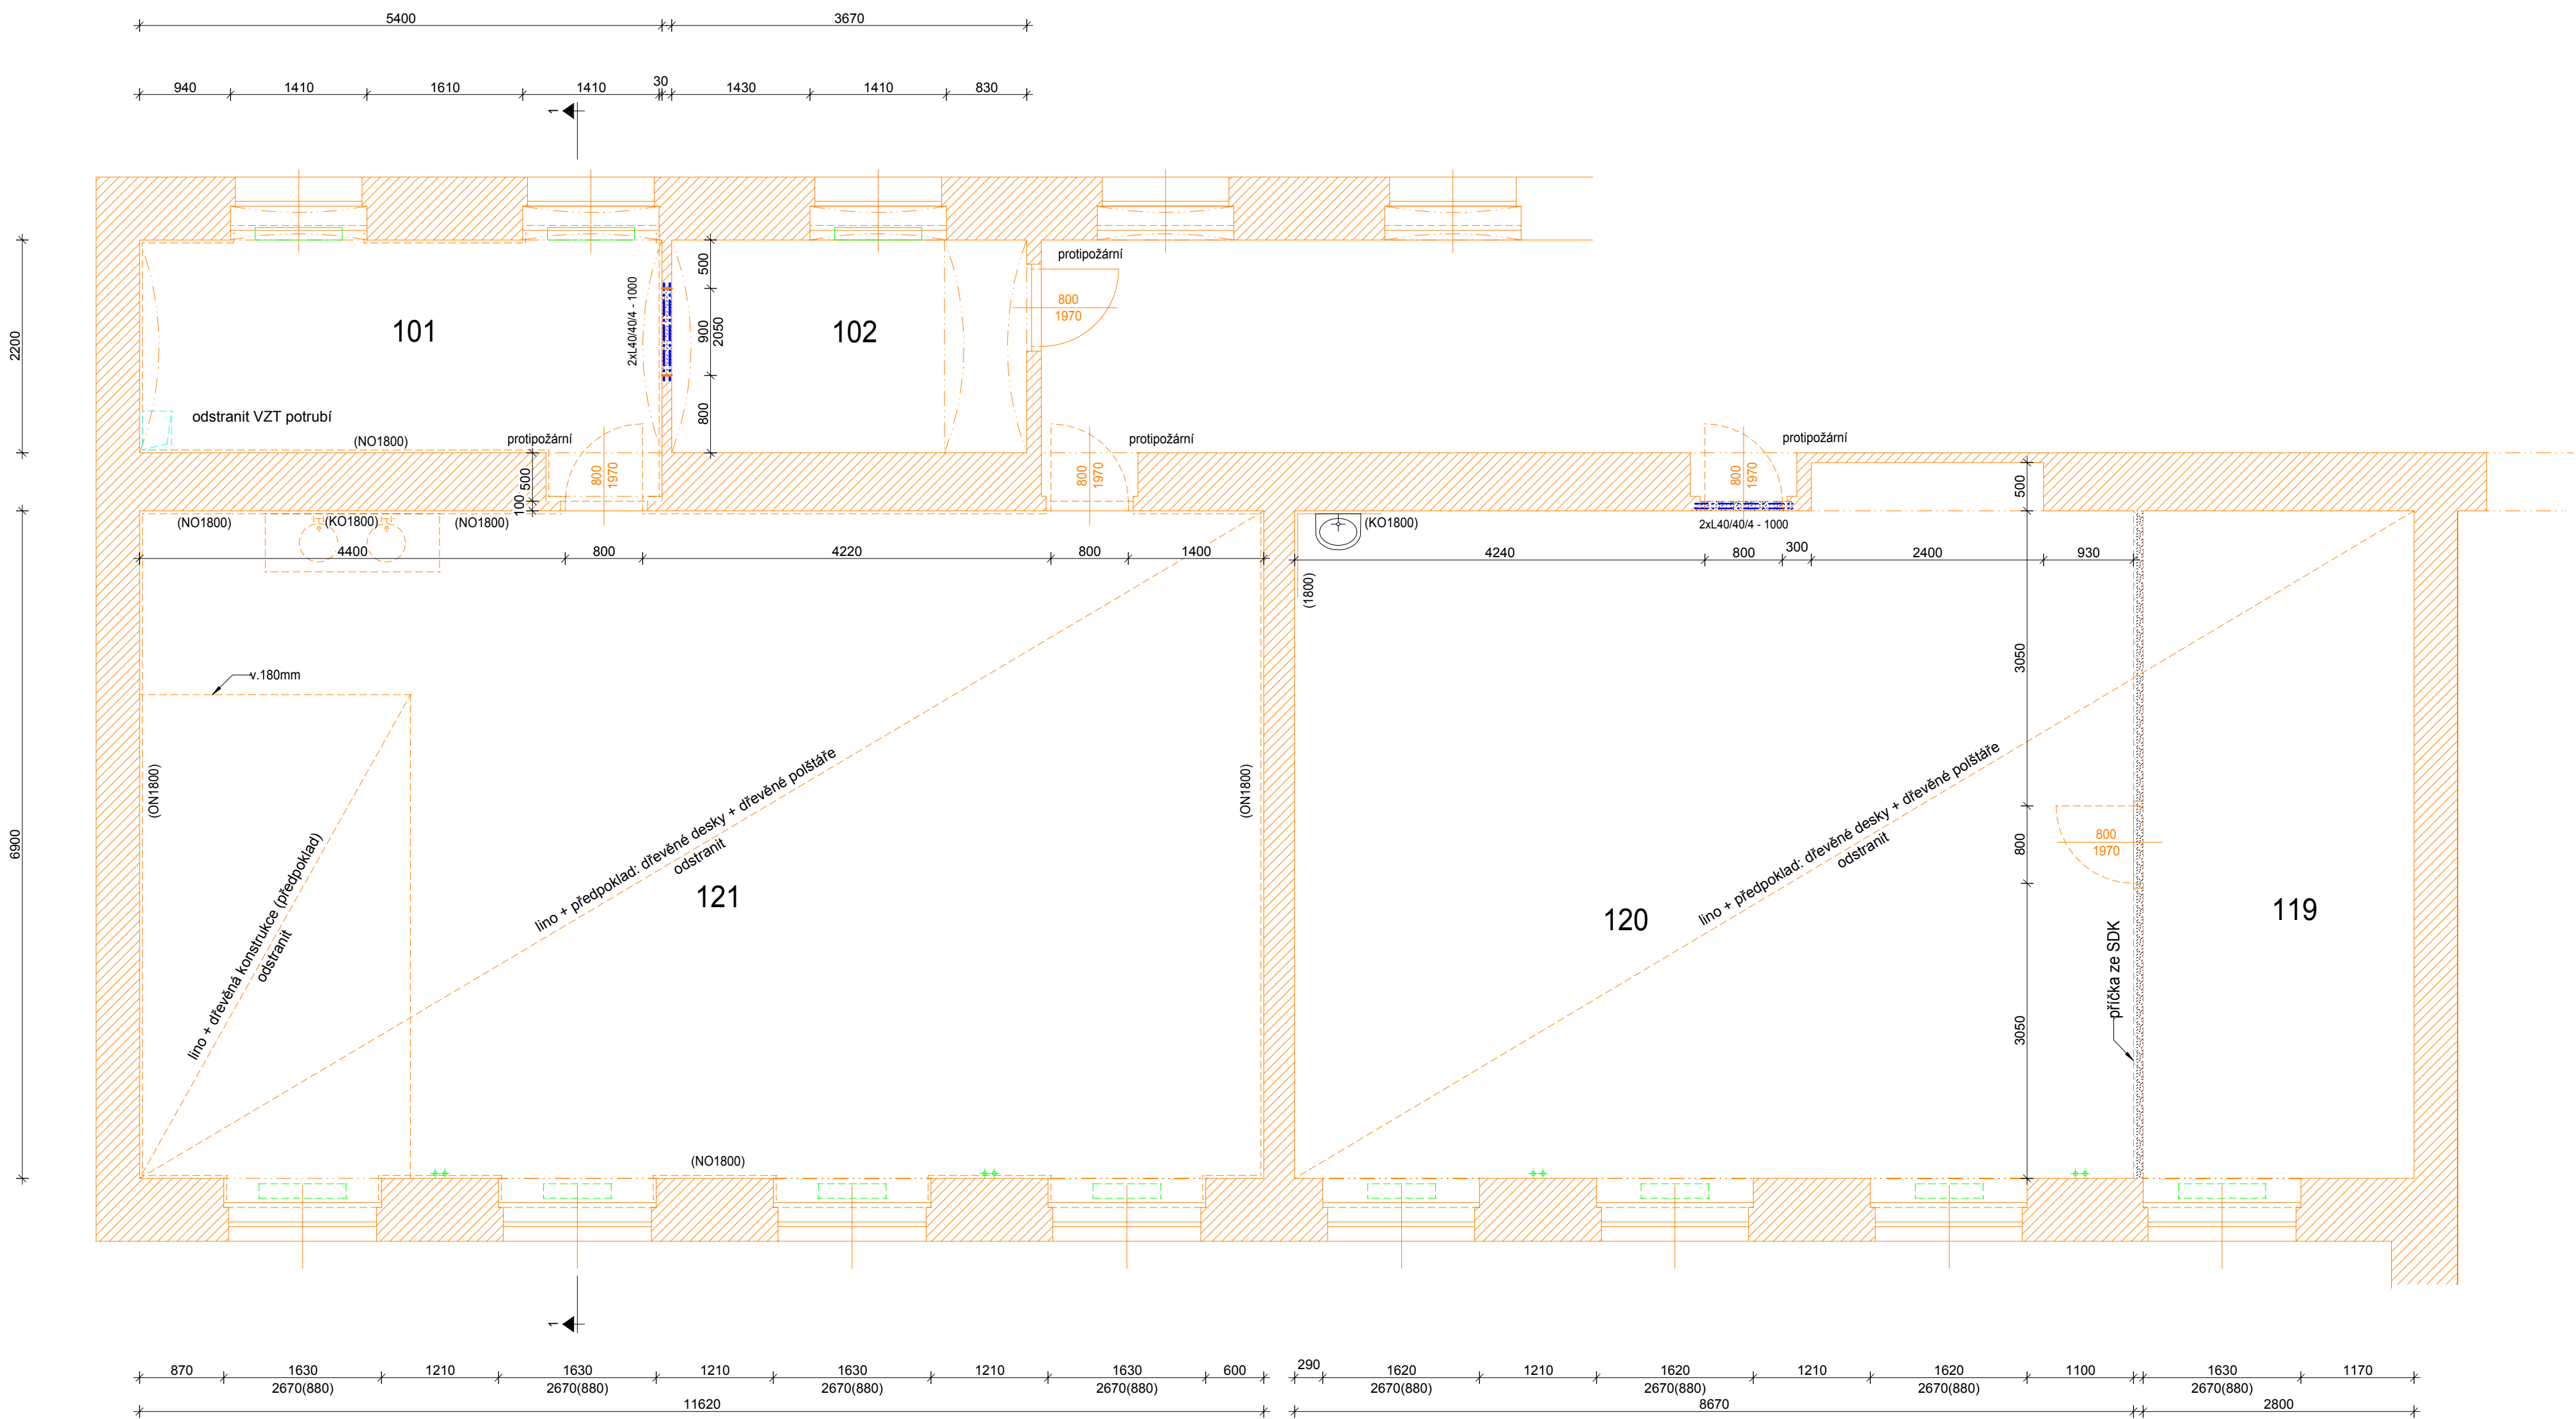 5400 3670
940 1410 1610 1410 30 1430 1410 830
1
protipožární
800
1970
2200
101
102
2xL40/40/4 - 1000
500
900
2050
800
odstranit VZT potrubí
(NO1800)
protipožární
protipožární
protipožární
500
100
800
1970
800
1970
800
1970
500
(NO1800) (KO1800) (NO1800)
(KO1800)
2xL40/40/4 - 1000
4400 800 4220 800 1400
4240 800 300 2400 930
(1800)
3050
v.180mm
6900
(ON1800)
(ON1800)
lino + dřevěná konstrukce (předpoklad)
odstranit
lino + předpoklad: dřevěné desky + dřevěné polštáře
odstranit
121
lino + předpoklad: dřevěné desky + dřevěné polštáře
odstranit
120
800
800
1970
119
příčka ze SDK
3050
(NO1800)
1
870 1630 1210 1630 1210 1630 1210 1630 600 290 1620 1210 1620 1210 1620 1100 1630 1170
2670(880) 2670(880) 2670(880) 2670(880) 2670(880) 2670(880) 2670(880) 2670(880)
11620 8670 2800